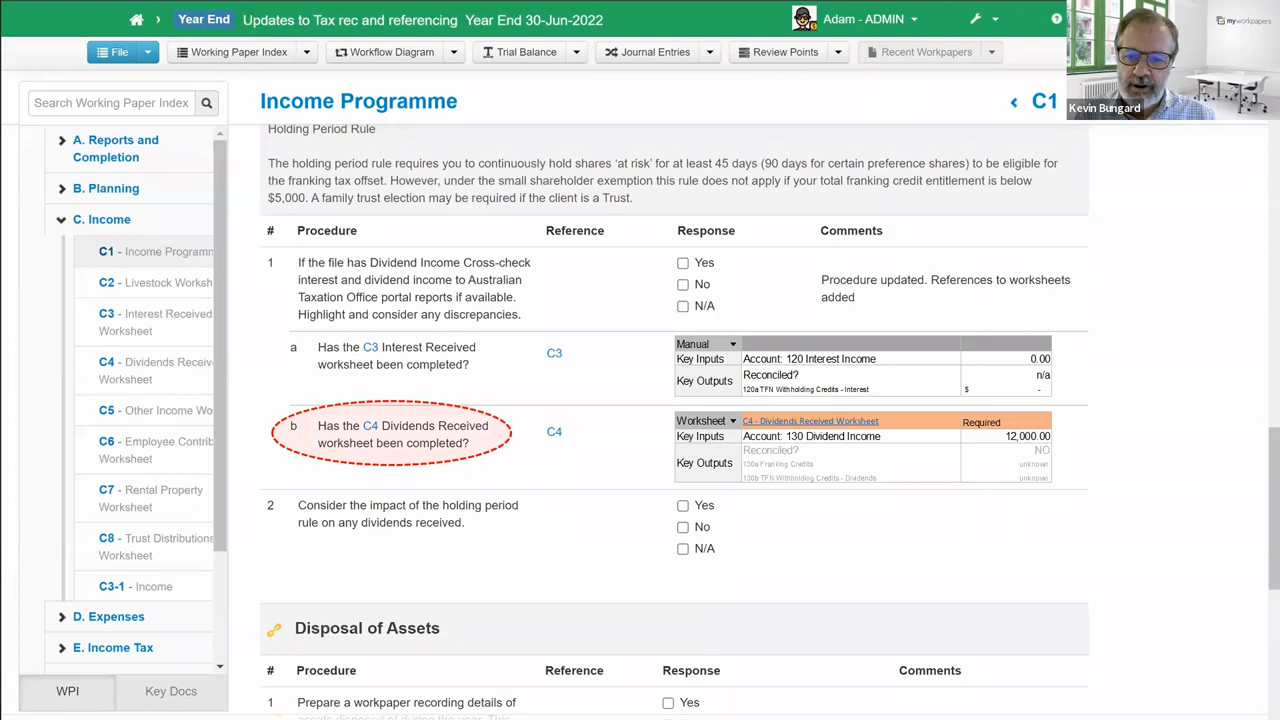 Year End Updates to Tax rec and referencing Year End 30-Jun-2022
Adam - ADMIN
myworkpapers
Kevin Bungard
File
Working Paper Index
Workflow Diagram
Trial Balance
Journal Entries
Review Points
Recent Workpapers
Search Working Paper Index
A. Reports and
Completion
B. Planning
C. Income
C1 - Income Programm
C2 - Livestock Worksh
C3 - Interest Received
Worksheet
C4 - Dividends Receiv
Worksheet
C5 - Other Income Wo
C6 - Employee Contrib
Worksheet
C7 - Rental Property
Worksheet
C8 - Trust Distributions
Worksheet
C3-1 - Income
D. Expenses
E. Income Tax
WPI
Key Docs
Income Programme
C1
Holding Period Rule
The holding period rule requires you to continuously hold shares ‘at risk’ for at least 45 days (90 days for certain preference shares) to be eligible for
the franking tax offset. However, under the small shareholder exemption this rule does not apply if your total franking credit entitlement is below
$5,000. A family trust election may be required if the client is a Trust.
# Procedure Reference Response Comments
1 If the file has Dividend Income Cross-check
interest and dividend income to Australian
Taxation Office portal reports if available.
Highlight and consider any discrepancies.
Yes
No
N/A
Procedure updated. References to worksheets
added
a Has the C3 Interest Received
worksheet been completed?
C3
Manual
Key Inputs Account: 120 Interest Income 0.00
Key Outputs Reconciled? n/a
120a TFN Withholding Credits - Interest $ -
b Has the C4 Dividends Received
worksheet been completed?
C4
Worksheet C4 - Dividends Received Worksheet Required
Key Inputs Account: 130 Dividend Income 12,000.00
Key Outputs Reconciled? NO
130a Franking Credits unknown
130b TFN Withholding Credits - Dividends unknown
2 Consider the impact of the holding period
rule on any dividends received.
Yes
No
N/A
Disposal of Assets
# Procedure Reference Response Comments
1 Prepare a workpaper recording details of
assets disposed of during the year. This
Yes